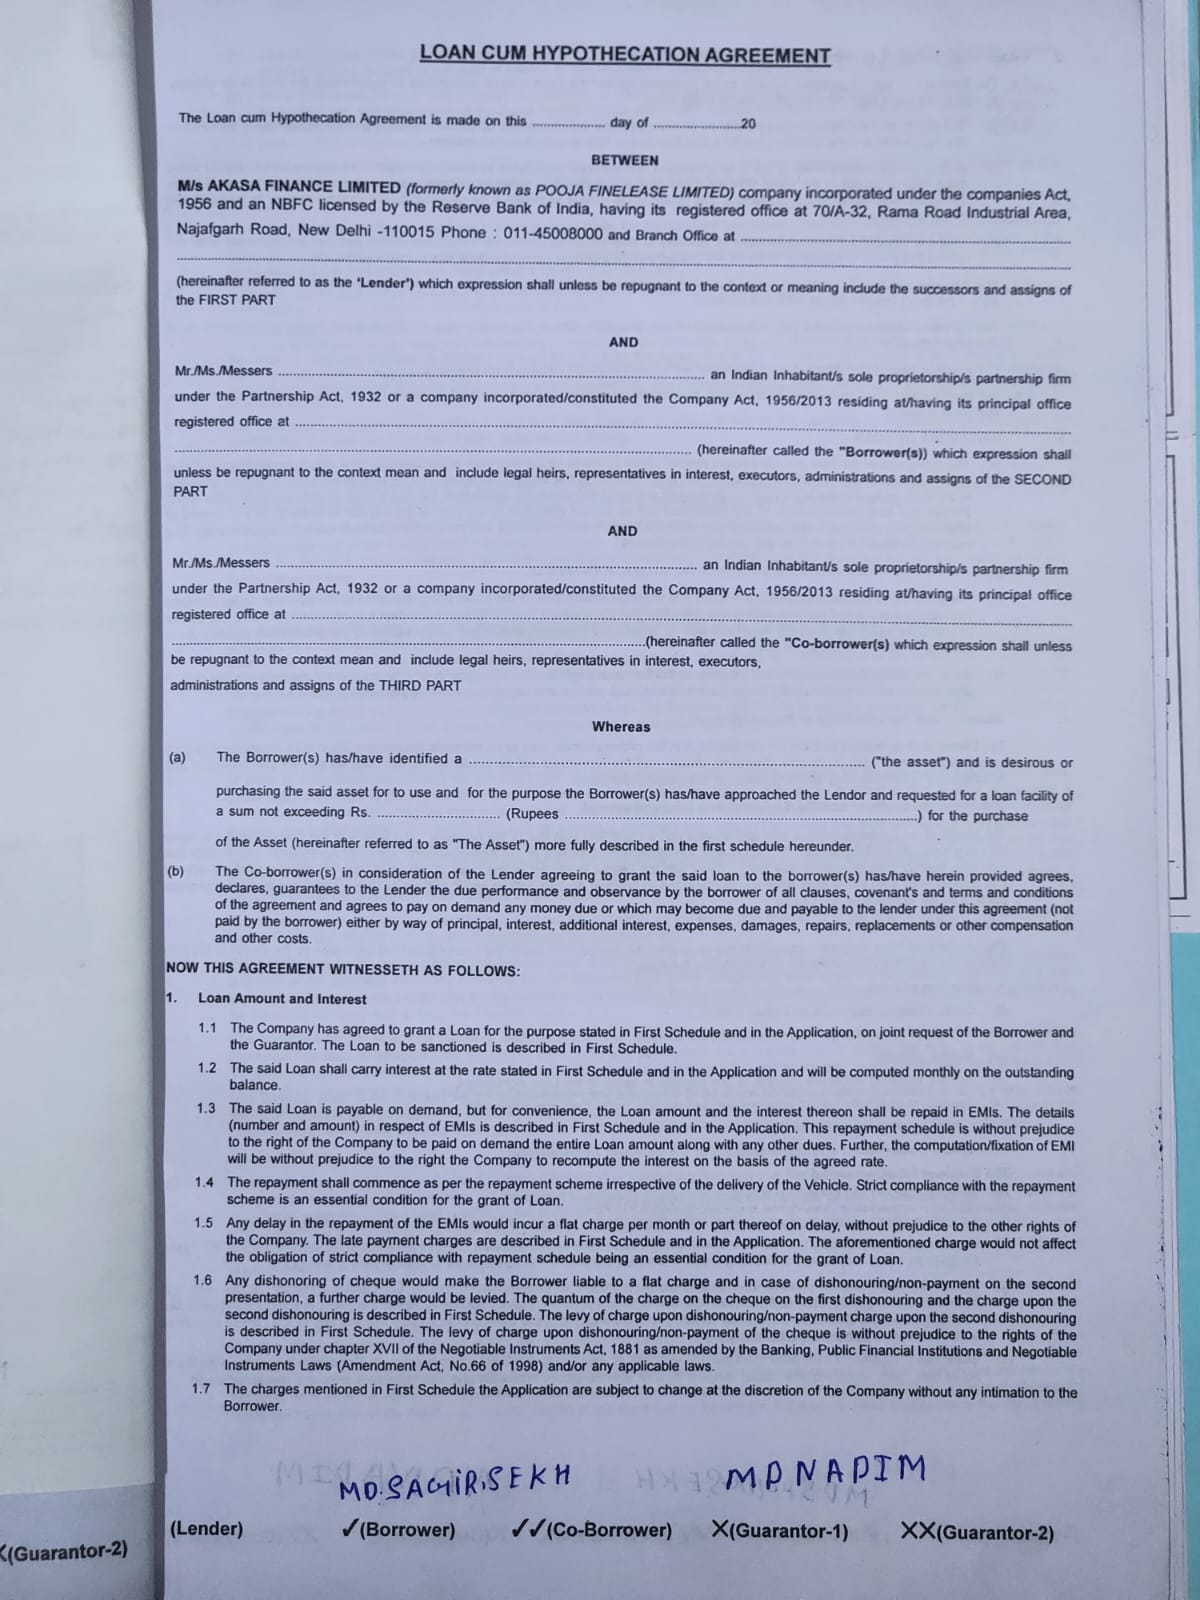 LOAN CUM HYPOTHECATION AGREEMENT
The Loan cum Hypothecation Agreement is made on this .................... day of ........................20
BETWEEN
M/s AKASA FINANCE LIMITED (formerly known as POOJA FINELEASE LIMITED) company incorporated under the companies Act,
1956 and an NBFC licensed by the Reserve Bank of India, having its registered office at 70/A-32, Rama Road Industrial Area,
Najafgarh Road, New Delhi -110015 Phone : 011-45008000 and Branch Office at ....................
....................
(hereinafter referred to as the 'Lender') which expression shall unless be repugnant to the context or meaning include the successors and assigns of
the FIRST PART
AND
Mr./Ms./Messers .................... an Indian Inhabitant/s sole proprietorship/s partnership firm
under the Partnership Act, 1932 or a company incorporated/constituted the Company Act, 1956/2013 residing at/having its principal office
registered office at ....................
.................... (hereinafter called the "Borrower(s)) which expression shall
unless be repugnant to the context mean and include legal heirs, representatives in interest, executors, administrations and assigns of the SECOND
PART
AND
Mr./Ms./Messers .................... an Indian Inhabitant/s sole proprietorship/s partnership firm
under the Partnership Act, 1932 or a company incorporated/constituted the Company Act, 1956/2013 residing at/having its principal office
registered office at ....................
....................(hereinafter called the "Co-borrower(s) which expression shall unless
be repugnant to the context mean and include legal heirs, representatives in interest, executors,
administrations and assigns of the THIRD PART
Whereas
(a) The Borrower(s) has/have identified a .................... ("the asset") and is desirous or
purchasing the said asset for to use and for the purpose the Borrower(s) has/have approached the Lendor and requested for a loan facility of
a sum not exceeding Rs. .................... (Rupees ....................) for the purchase
of the Asset (hereinafter referred to as "The Asset") more fully described in the first schedule hereunder.
(b) The Co-borrower(s) in consideration of the Lender agreeing to grant the said loan to the borrower(s) has/have herein provided agrees,
declares, guarantees to the Lender the due performance and observance by the borrower of all clauses, covenant's and terms and conditions
of the agreement and agrees to pay on demand any money due or which may become due and payable to the lender under this agreement (not
paid by the borrower) either by way of principal, interest, additional interest, expenses, damages, repairs, replacements or other compensation
and other costs.
NOW THIS AGREEMENT WITNESSETH AS FOLLOWS:
1. Loan Amount and Interest
1.1 The Company has agreed to grant a Loan for the purpose stated in First Schedule and in the Application, on joint request of the Borrower and
the Guarantor. The Loan to be sanctioned is described in First Schedule.
1.2 The said Loan shall carry interest at the rate stated in First Schedule and in the Application and will be computed monthly on the outstanding
balance.
1.3 The said Loan is payable on demand, but for convenience, the Loan amount and the interest thereon shall be repaid in EMIs. The details
(number and amount) in respect of EMIs is described in First Schedule and in the Application. This repayment schedule is without prejudice
to the right of the Company to be paid on demand the entire Loan amount along with any other dues. Further, the computation/fixation of EMI
will be without prejudice to the right the Company to recompute the interest on the basis of the agreed rate.
1.4 The repayment shall commence as per the repayment scheme irrespective of the delivery of the Vehicle. Strict compliance with the repayment
scheme is an essential condition for the grant of Loan.
1.5 Any delay in the repayment of the EMIs would incur a flat charge per month or part thereof on delay, without prejudice to the other rights of
the Company. The late payment charges are described in First Schedule and in the Application. The aforementioned charge would not affect
the obligation of strict compliance with repayment schedule being an essential condition for the grant of Loan.
1.6 Any dishonoring of cheque would make the Borrower liable to a flat charge and in case of dishonouring/non-payment on the second
presentation, a further charge would be levied. The quantum of the charge on the cheque on the first dishonouring and the charge upon the
second dishonouring is described in First Schedule. The levy of charge upon dishonouring/non-payment charge upon the second dishonouring
is described in First Schedule. The levy of charge upon dishonouring/non-payment of the cheque is without prejudice to the rights of the
Company under chapter XVII of the Negotiable Instruments Act, 1881 as amended by the Banking, Public Financial Institutions and Negotiable
Instruments Laws (Amendment Act, No.66 of 1998) and/or any applicable laws.
1.7 The charges mentioned in First Schedule the Application are subject to change at the discretion of the Company without any intimation to the
Borrower.
MD.SAGIR.SEKH MD NADIM
(Lender) ✓(Borrower) ✓✓(Co-Borrower) X(Guarantor-1) XX(Guarantor-2)
X(Guarantor-2)